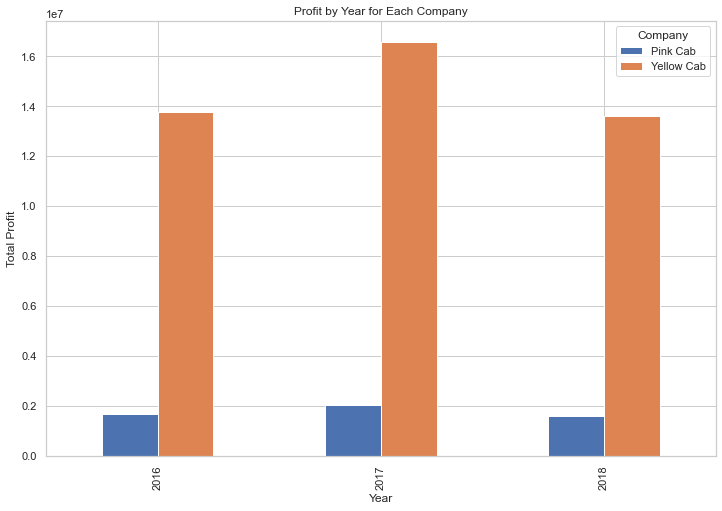 Profit by Year for Each Company
1e7
Company
Pink Cab
Yellow Cab
1.6
1.4
1.2
1.0
0.8
0.6
0.4
0.2
0.0
Total Profit
2016
2017
2018
Year